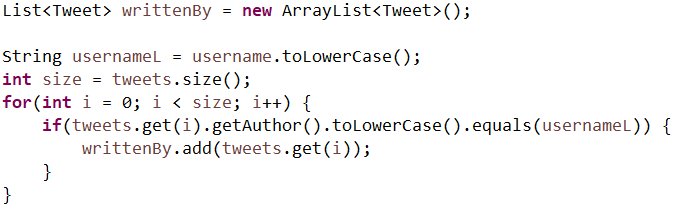 List<Tweet> writtenBy = new ArrayList<Tweet>();
String usernameL = username.toLowerCase();
int size = tweets.size();
for(int i = 0; i < size; i++) {
if(tweets.get(i).getAuthor().toLowerCase().equals(usernameL)) {
writtenBy.add(tweets.get(i));
}
}